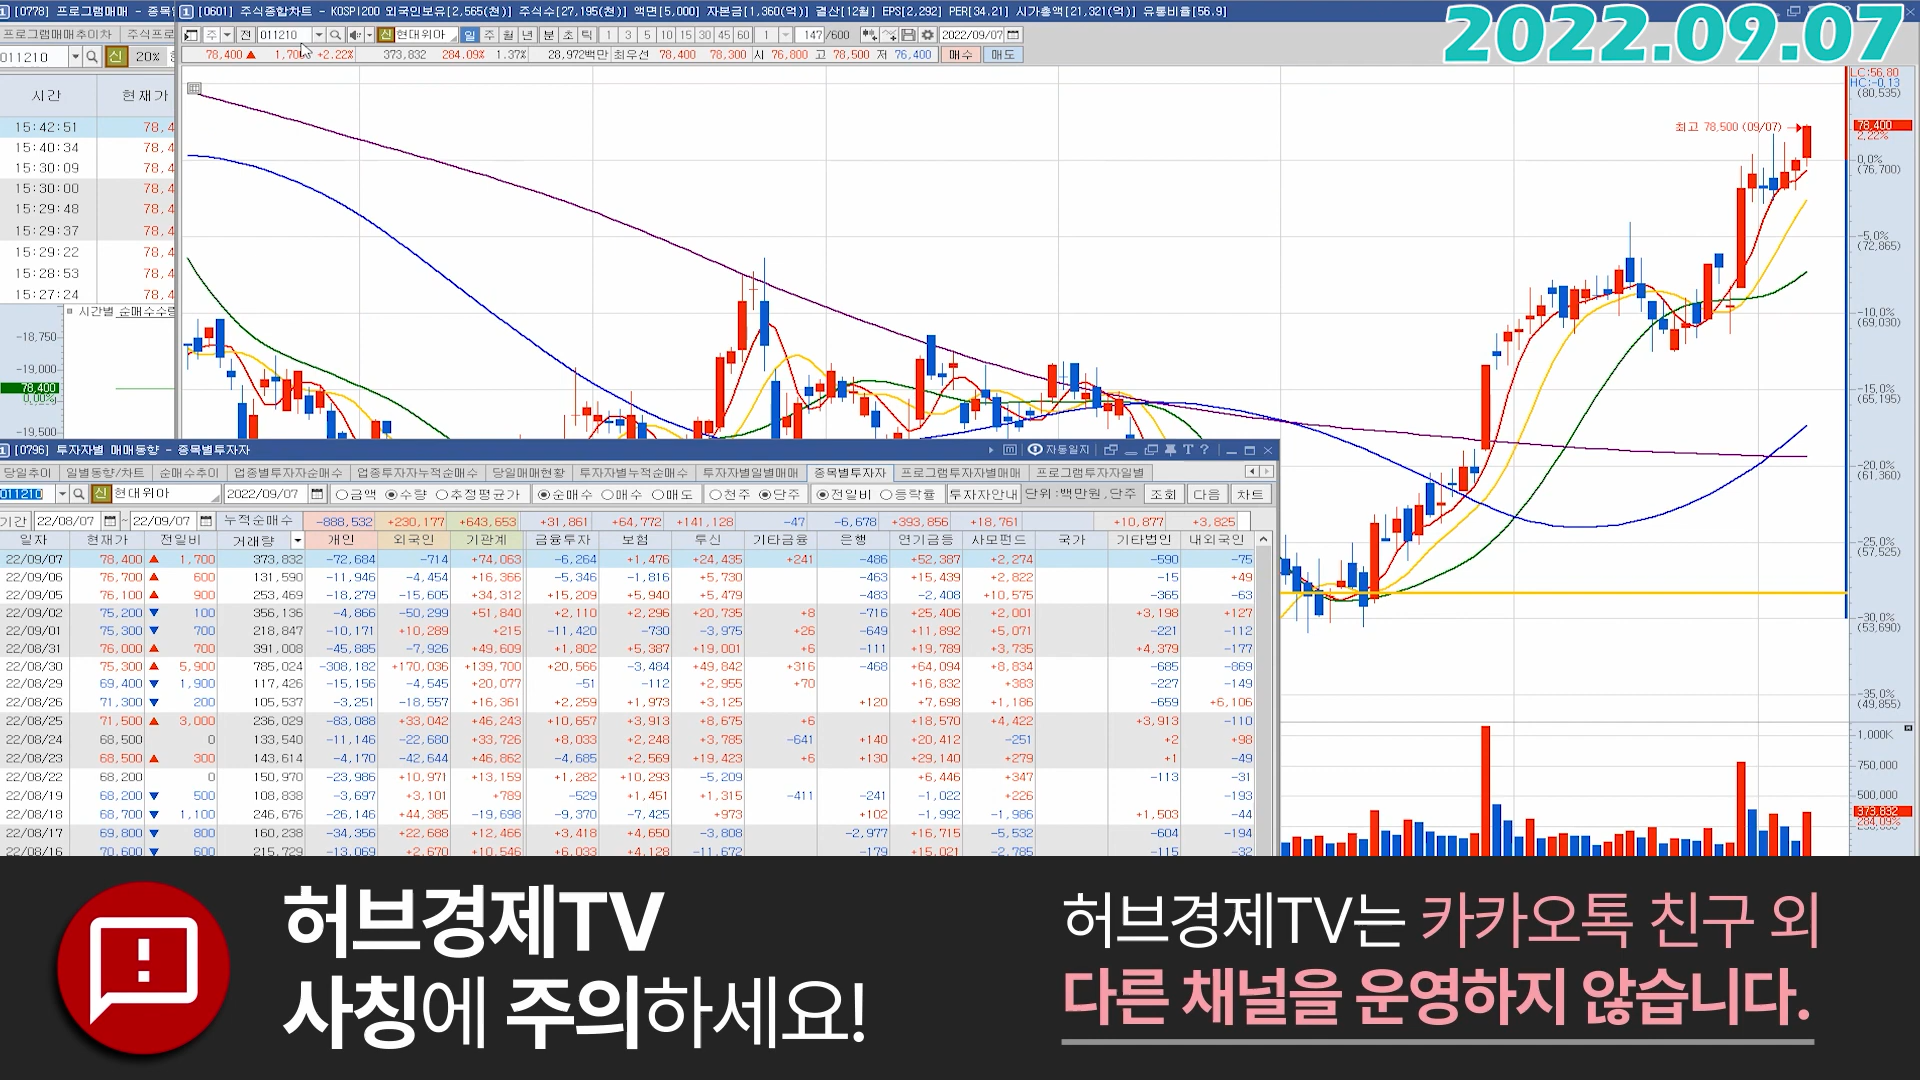 [0778] 프로그램매매 - 종목
[0601] 주식종합차트 - KOSPI200 외국인보유[2,565(천)] 주식수[27,195(천)] 액면[5,000] 자본금[1,360(억)] 결산[12월] EPS[2,292] PER[34.21] 시가총액[21,321(억)] 유통비율[56.9]
2022.09.07
프로그램매매추이차트 주식프로
주 전 011210 신 현대위아 일 주 월 년 분 초 틱 1 3 5 10 15 30 45 60 1 147 /600 2022/09/07
011210 신 20%
78,400 ▲ 1,700 +2.22% 373,832 284.09% 1.37% 28,972백만 최우선 78,400 78,300 시 76,800 고 78,500 저 76,400 매수 매도
시간 현재가
15:42:51 78,4
15:40:34 78,4
15:30:09 78,4
15:30:00 78,4
15:29:48 78,4
15:29:37 78,4
15:29:22 78,4
15:28:53 78,4
15:27:24 78,4
시간별 순매수수량
-18,750
-19,000
78,400
0.00%
-19,500
최고 78,500 (09/07)
LC:56.80
HC:-0.13
(80,535)
78,400
2.22%
0.0%
(76,700)
-5.0%
(72,865)
-10.0%
(69,030)
-15.0%
(65,195)
-20.0%
(61,360)
-25.0%
(57,525)
-30.0%
(53,690)
-35.0%
(49,855)
1,000K
750,000
500,000
373,832
284.09%
[0796] 투자자별 매매동향 - 종목별투자자 자동일지 T ?
당일추이 일별동향/차트 순매수추이 업종별투자자순매수 업종투자자누적순매수 당일매매현황 투자자별누적순매수 투자자별일별매매 종목별투자자 프로그램투자자별매매 프로그램투자자일별
011210 신 현대위아 2022/09/07 금액 수량 추정평균가 순매수 매수 매도 천주 단주 전일비 등락률 투자자안내 단위:백만원,단주 조회 다음 차트
기간 22/08/07 ~ 22/09/07 누적순매수 -888,532 +230,177 +643,653 +31,861 +64,772 +141,128 -47 -6,678 +393,856 +18,761 +10,877 +3,825
일자 현재가 전일비 거래량 개인 외국인 기관계 금융투자 보험 투신 기타금융 은행 연기금등 사모펀드 국가 기타법인 내외국인
22/09/07 78,400 ▲ 1,700 373,832 -72,684 -714 +74,063 -6,264 +1,476 +24,435 +241 -486 +52,387 +2,274 -590 -75
22/09/06 76,700 ▲ 600 131,590 -11,946 -4,454 +16,366 -5,346 -1,816 +5,730 -463 +15,439 +2,822 -15 +49
22/09/05 76,100 ▲ 900 253,469 -18,279 -15,605 +34,312 +15,209 +5,940 +5,479 -483 -2,408 +10,575 -365 -63
22/09/02 75,200 ▼ 100 356,136 -4,866 -50,299 +51,840 +2,110 +2,296 +20,735 +8 -716 +25,406 +2,001 +3,198 +127
22/09/01 75,300 ▼ 700 218,847 -10,171 +10,289 +215 -11,420 -730 -3,975 +26 -649 +11,892 +5,071 -221 -112
22/08/31 76,000 ▲ 700 391,008 -45,885 -7,926 +49,609 +1,802 +5,387 +19,001 +6 -111 +19,789 +3,735 +4,379 -177
22/08/30 75,300 ▲ 5,900 785,024 -308,182 +170,036 +139,700 +20,566 -3,484 +49,842 +316 -468 +64,094 +8,834 -685 -869
22/08/29 69,400 ▼ 1,900 117,426 -15,156 -4,545 +20,077 -51 -112 +2,955 +70 +16,832 +383 -227 -149
22/08/26 71,300 ▼ 200 105,537 -3,251 -18,557 +16,361 +2,259 +1,973 +3,125 +120 +7,698 +1,186 -659 +6,106
22/08/25 71,500 ▲ 3,000 236,029 -83,088 +33,042 +46,243 +10,657 +3,913 +8,675 +6 +18,570 +4,422 +3,913 -110
22/08/24 68,500 0 133,540 -11,146 -22,680 +33,726 +8,033 +2,248 +3,785 -641 +140 +20,412 -251 +2 +98
22/08/23 68,500 ▲ 300 143,614 -4,170 -42,644 +46,862 -4,685 +2,569 +19,423 +6 +130 +29,140 +279 +1 -49
22/08/22 68,200 0 150,970 -23,986 +10,971 +13,159 +1,282 +10,293 -5,209 +6,446 +347 -113 -31
22/08/19 68,200 ▼ 500 108,838 -3,697 +3,101 +789 -529 +1,451 +1,315 -411 -241 -1,022 +226 -193
22/08/18 68,700 ▼ 1,100 246,676 -26,146 +44,385 -19,698 -9,370 -7,425 +973 +102 -1,992 -1,986 +1,503 -44
22/08/17 69,800 ▼ 800 160,238 -34,356 +22,688 +12,466 +3,418 +4,650 -3,808 -2,977 +16,715 -5,532 -604 -194
22/08/16 70,600 ▼ 600 215,729 -13,069 +2,670 +10,546 +6,033 +4,128 -11,672 -179 +15,021 -2,785 -115 -32
허브경제TV
사칭에 주의하세요!
허브경제TV는 카카오톡 친구 외
다른 채널을 운영하지 않습니다.